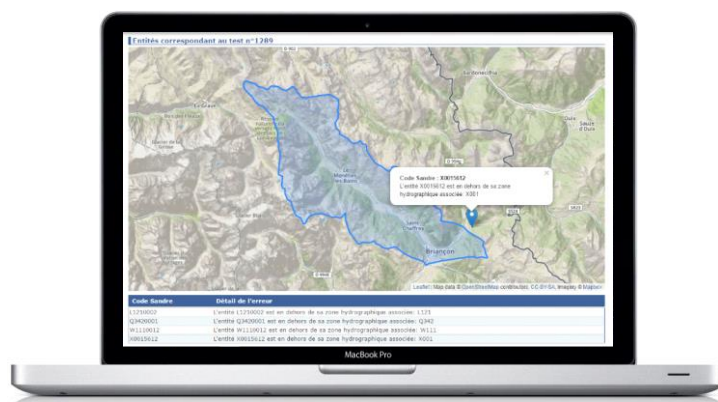 Entités correspondant au test n°1289
Code Sandre : X0015612
L'entité X0015612 est en dehors de sa zone
hydrographique associée: X001
Briançon
Leaflet | Map data © OpenStreetMap contributors, CC-BY-SA, Imagery © Mapbox
Code Sandre Détail de l'erreur
L1210002 L'entité L1210002 est en dehors de sa zone hydrographique associée: L121
Q3420001 L'entité Q3420001 est en dehors de sa zone hydrographique associée: Q342
W1110012 L'entité W1110012 est en dehors de sa zone hydrographique associée: W111
X0015612 L'entité X0015612 est en dehors de sa zone hydrographique associée: X001
MacBook Pro